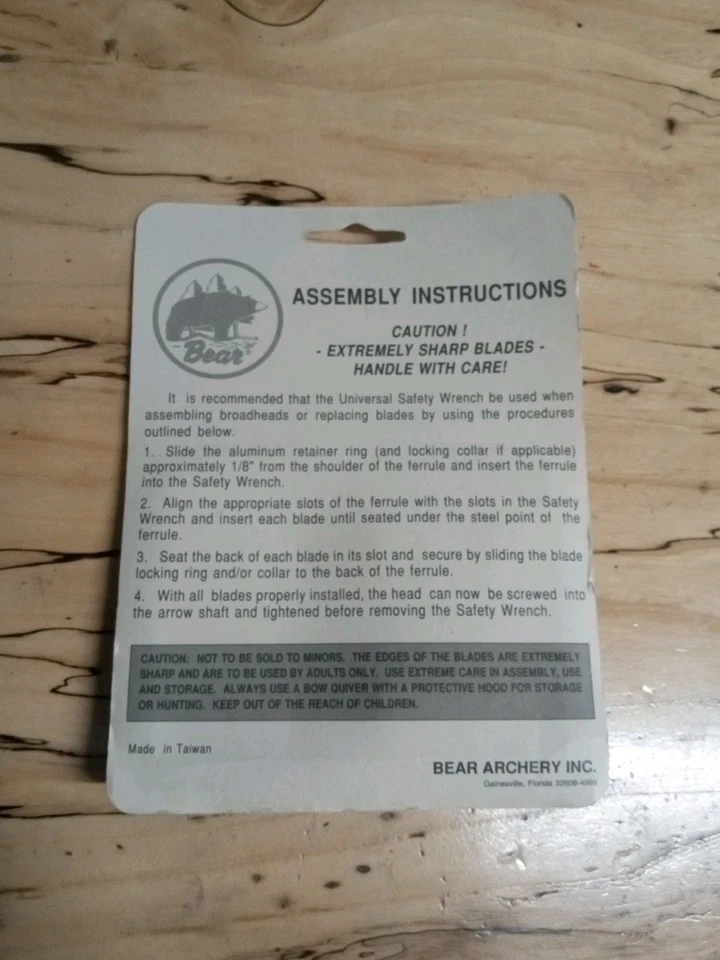 Bear
ASSEMBLY INSTRUCTIONS
CAUTION !
- EXTREMELY SHARP BLADES -
HANDLE WITH CARE!
It is recommended that the Universal Safety Wrench be used when
assembling broadheads or replacing blades by using the procedures
outlined below.
1. Slide the aluminum retainer ring (and locking collar if applicable)
approximately 1/8" from the shoulder of the ferrule and insert the ferrule
into the Safety Wrench.
2. Align the appropriate slots of the ferrule with the slots in the Safety
Wrench and insert each blade until seated under the steel point of the
ferrule.
3. Seat the back of each blade in its slot and secure by sliding the blade
locking ring and/or collar to the back of the ferrule.
4. With all blades properly installed, the head can now be screwed into
the arrow shaft and tightened before removing the Safety Wrench.
CAUTION: NOT TO BE SOLD TO MINORS. THE EDGES OF THE BLADES ARE EXTREMELY
SHARP AND ARE TO BE USED BY ADULTS ONLY. USE EXTREME CARE IN ASSEMBLY, USE
AND STORAGE. ALWAYS USE A BOW QUIVER WITH A PROTECTIVE HOOD FOR STORAGE
OR HUNTING. KEEP OUT OF THE REACH OF CHILDREN.
Made in Taiwan
BEAR ARCHERY INC.
Gainesville, Florida